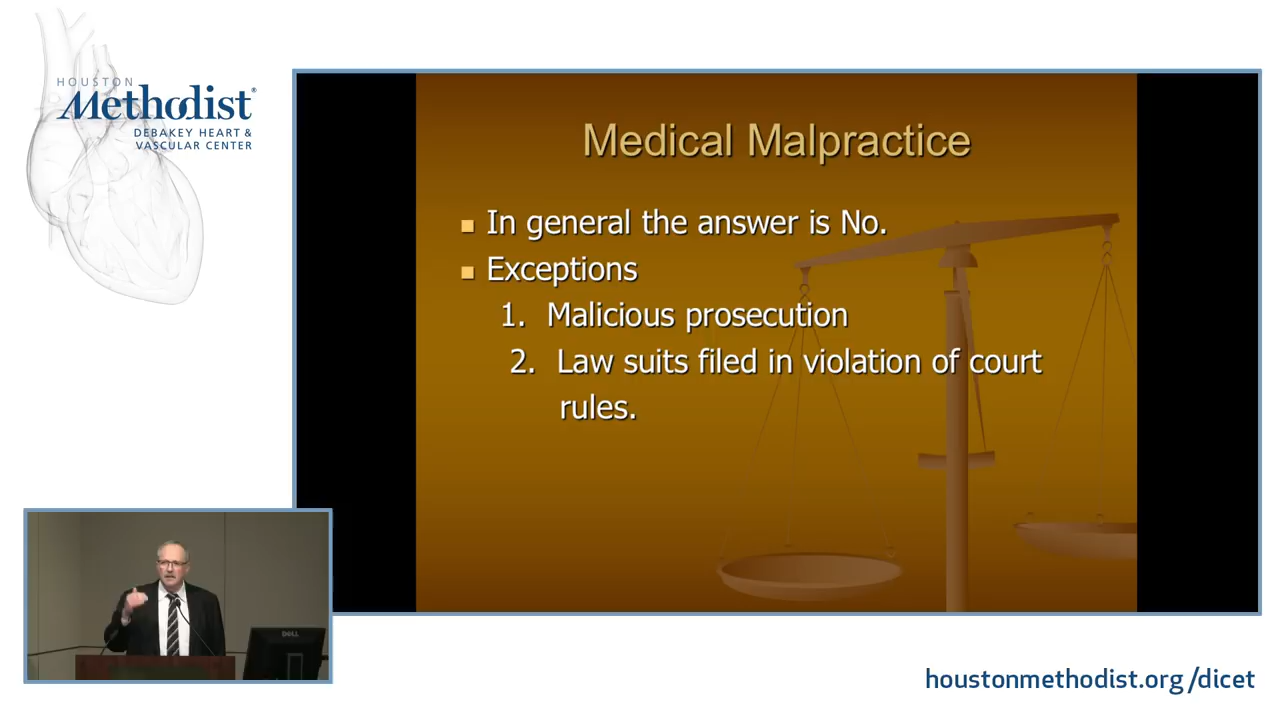 HOUSTON
Methodist®
DEBAKEY HEART &
VASCULAR CENTER
Medical Malpractice
In general the answer is No.
Exceptions
1. Malicious prosecution
2. Law suits filed in violation of court
rules.
DELL
houstonmethodist.org/dicet